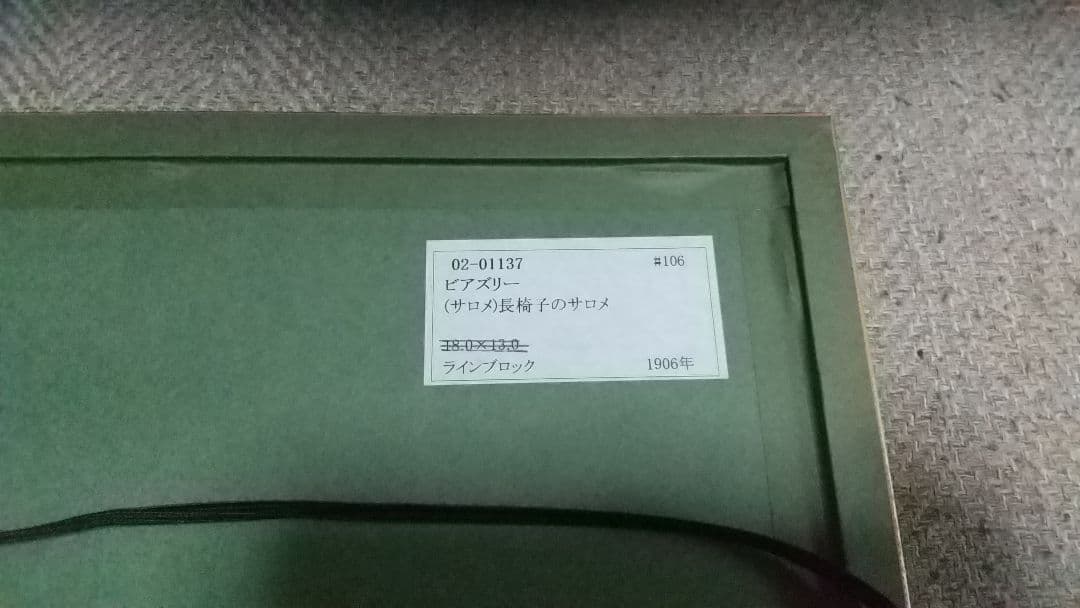 02-01137 #106
ビアズリー
(サロメ)長椅子のサロメ
18.0×13.0
ラインブロック 1906年